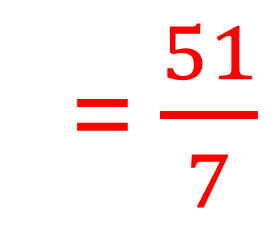 = 51/7